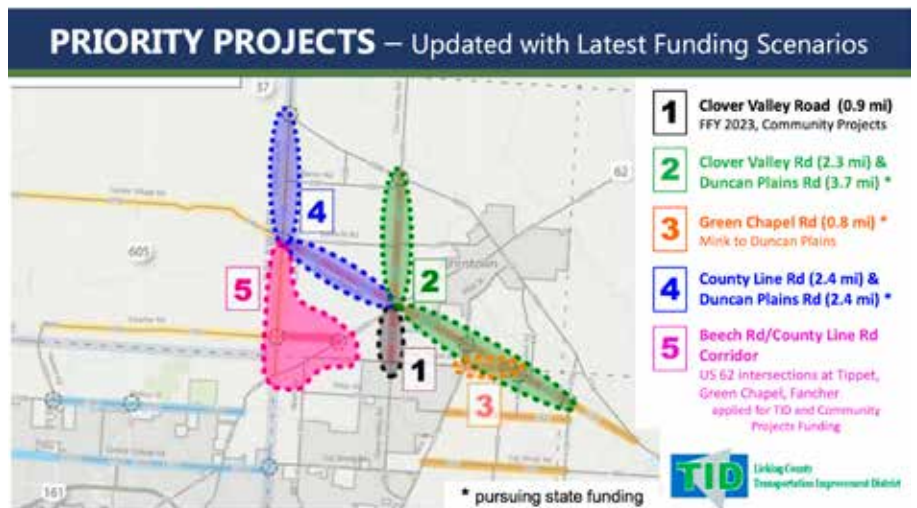 PRIORITY PROJECTS – Updated with Latest Funding Scenarios
37
62
605
161
4
5
2
1
3
1 Clover Valley Road (0.9 mi)
FFY 2023, Community Projects
2 Clover Valley Rd (2.3 mi) &
Duncan Plains Rd (3.7 mi) *
3 Green Chapel Rd (0.8 mi) *
Mink to Duncan Plains
4 County Line Rd (2.4 mi) &
Duncan Plains Rd (2.4 mi) *
5 Beech Rd/County Line Rd
Corridor
US 62 intersections at Tippet,
Green Chapel, Fancher
applied for TID and Community
Projects Funding
* pursuing state funding
TID
Licking County
Transportation Improvement District